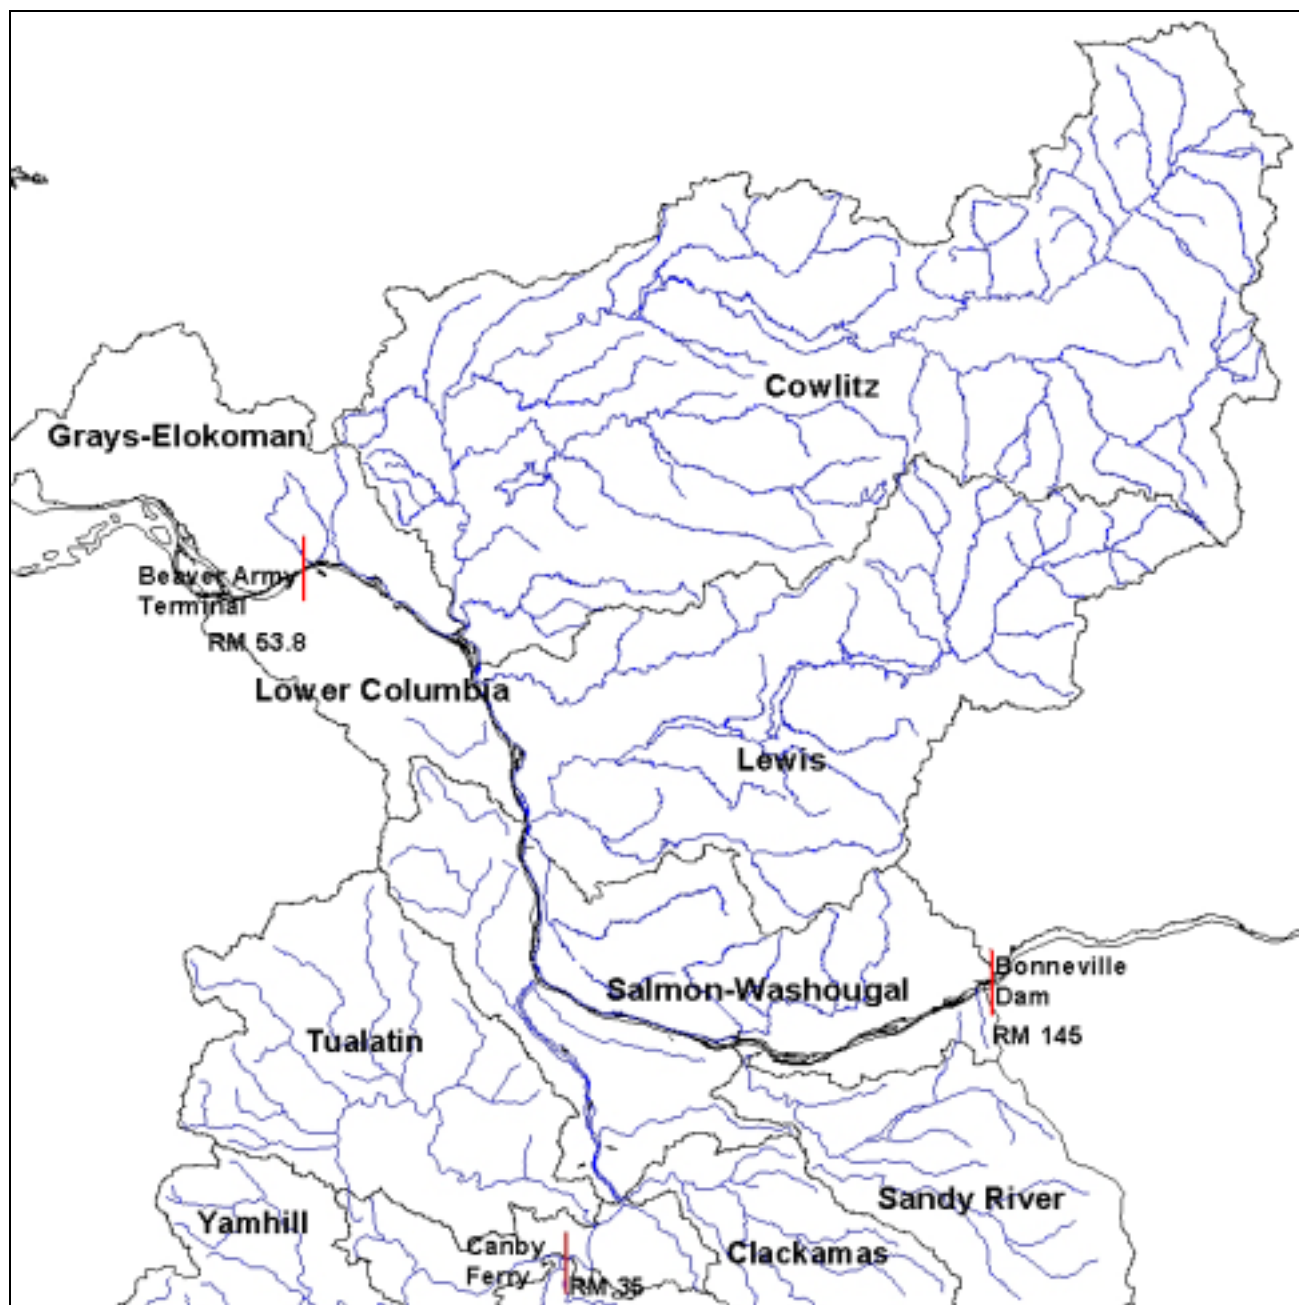 Cowlitz
Grays-Elokoman
Beaver Army
Terminal
RM 53.8
Lower Columbia
Lewis
Bonneville
Dam
RM 145
Salmon-Washougal
Tualatin
Sandy River
Yamhill
Canby
Ferry
RM 35
Clackamas